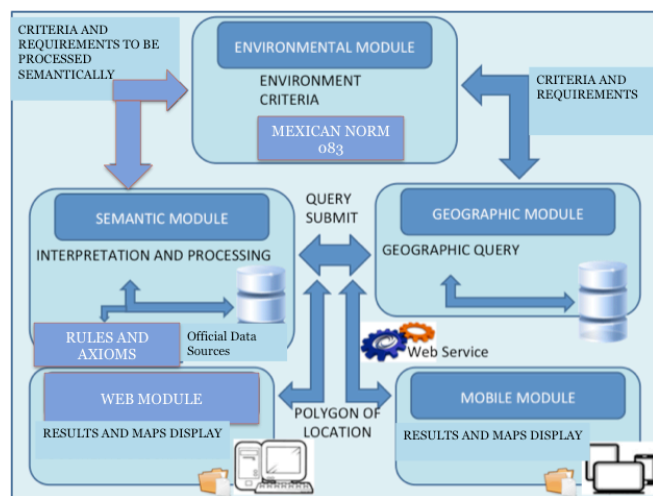 CRITERIA AND
REQUIREMENTS TO BE
PROCESSED
SEMANTICALLY
ENVIRONMENTAL MODULE
ENVIRONMENT
CRITERIA
MEXICAN NORM
083
CRITERIA AND
REQUIREMENTS
SEMANTIC MODULE
INTERPRETATION AND PROCESSING
RULES AND
AXIOMS
Official Data
Sources
QUERY
SUBMIT
GEOGRAPHIC MODULE
GEOGRAPHIC QUERY
Web Service
WEB MODULE
RESULTS AND MAPS DISPLAY
POLYGON OF
LOCATION
MOBILE MODULE
RESULTS AND MAPS DISPLAY